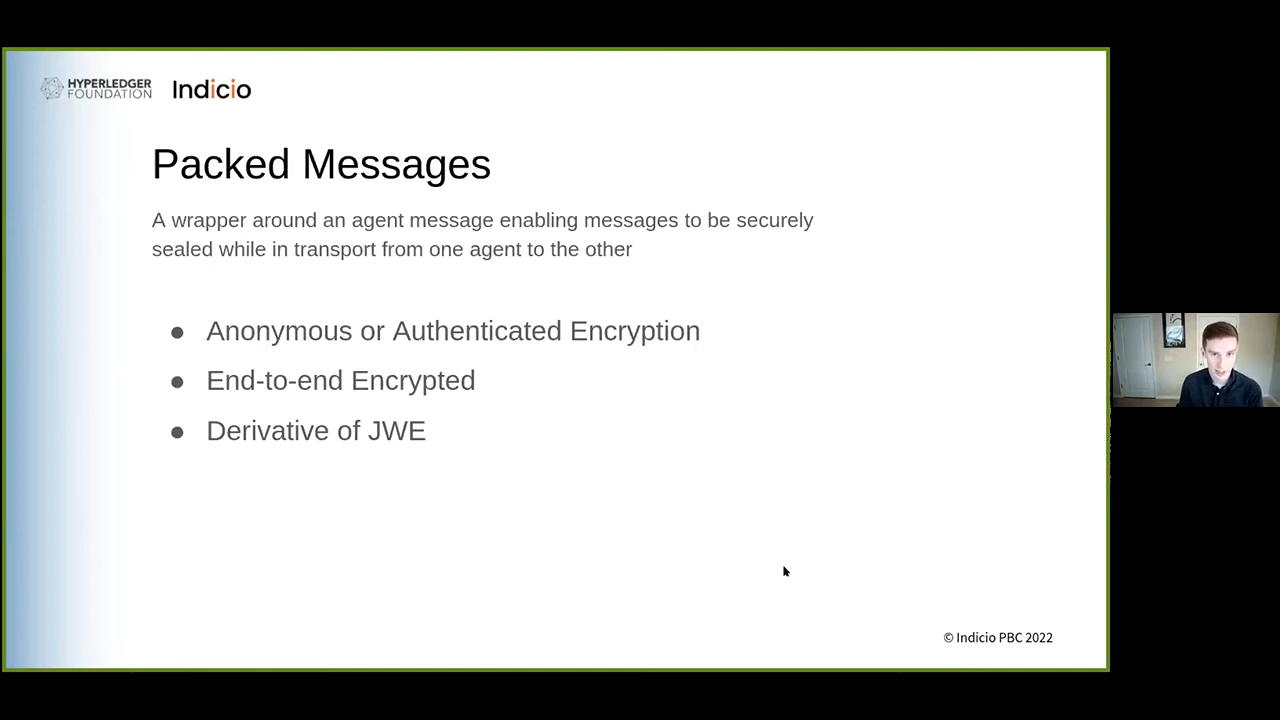 HYPERLEDGER
FOUNDATION
Indicio
Packed Messages
A wrapper around an agent message enabling messages to be securely
sealed while in transport from one agent to the other
● Anonymous or Authenticated Encryption
● End-to-end Encrypted
● Derivative of JWE
© Indicio PBC 2022